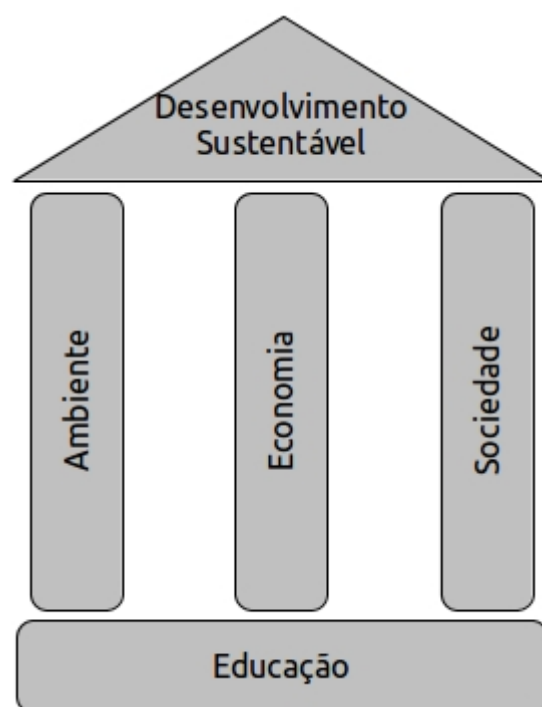 Desenvolvimento
Sustentável
Ambiente
Economia
Sociedade
Educação